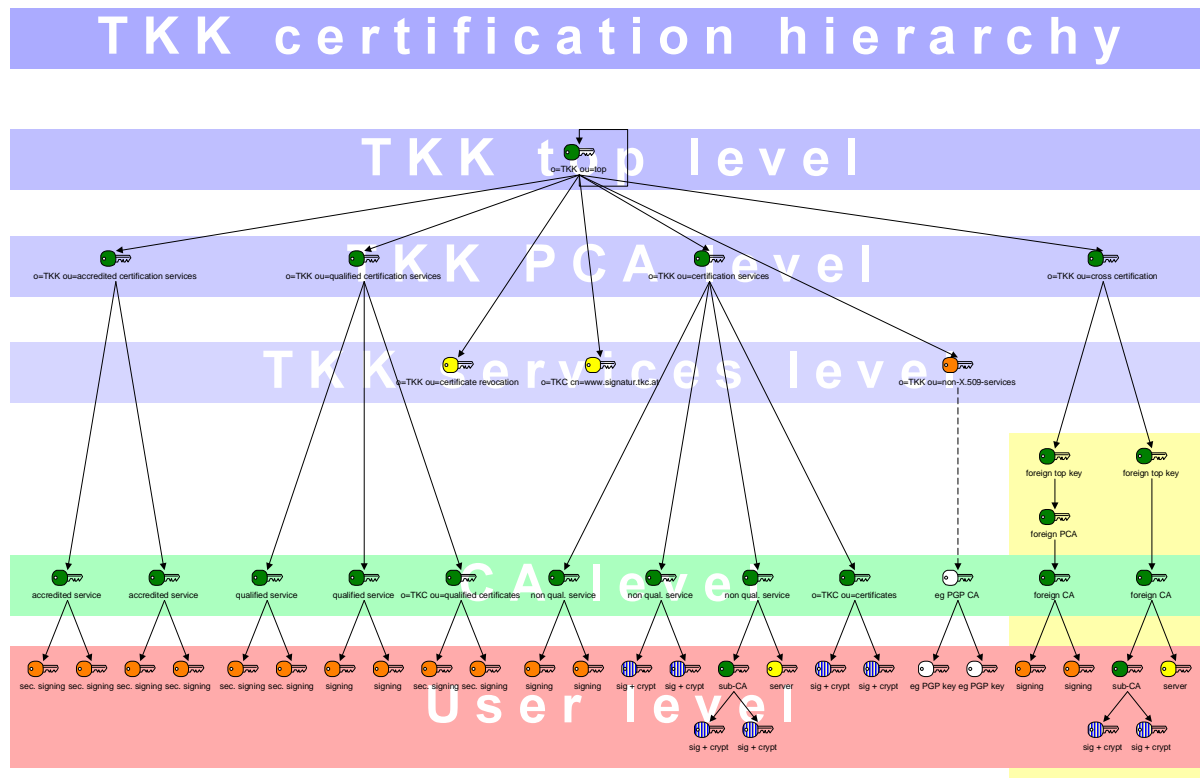 TKK certification hierarchy
TKK top level
o=TKK ou=top
TKK PCA level
o=TKK ou=accredited certification services
o=TKK ou=qualified certification services
o=TKK ou=certification services
o=TKK ou=cross certification
TKK services level
o=TKK ou=certificate revocation
o=TKC cn=www.signatur.tkc.at
o=TKK ou=non-X.509-services
foreign top key
foreign top key
foreign PCA
CA level
accredited service
accredited service
qualified service
qualified service
o=TKC ou=qualified certificates
non qual. service
non qual. service
non qual. service
o=TKC ou=certificates
eg PGP CA
foreign CA
foreign CA
User level
sec. signing
sec. signing
sec. signing
sec. signing
sec. signing
sec. signing
signing
signing
sec. signing
sec. signing
signing
signing
sig + crypt
sig + crypt
sub-CA
server
sig + crypt
sig + crypt
eg PGP key
eg PGP key
signing
signing
sub-CA
server
sig + crypt
sig + crypt
sig + crypt
sig + crypt